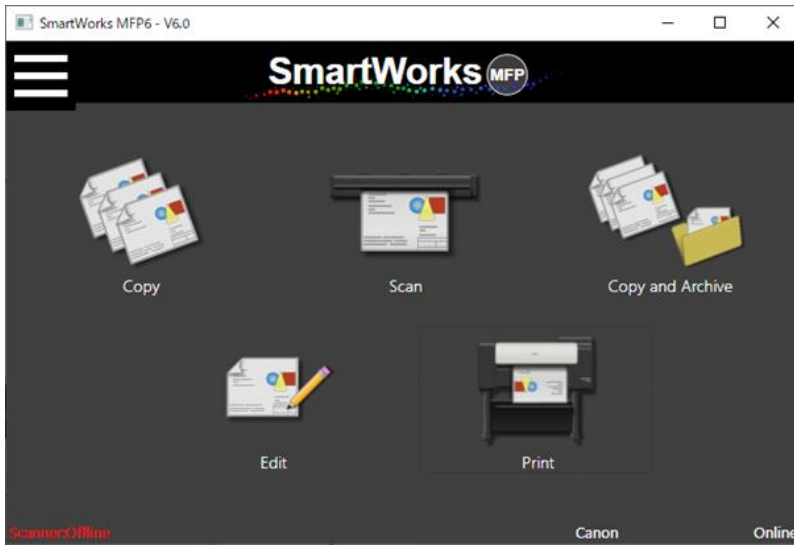 SmartWorks MFP6 - V6.0
SmartWorks MFP
Copy
Scan
Copy and Archive
Edit
Print
Scanner:Offline
Canon
Online